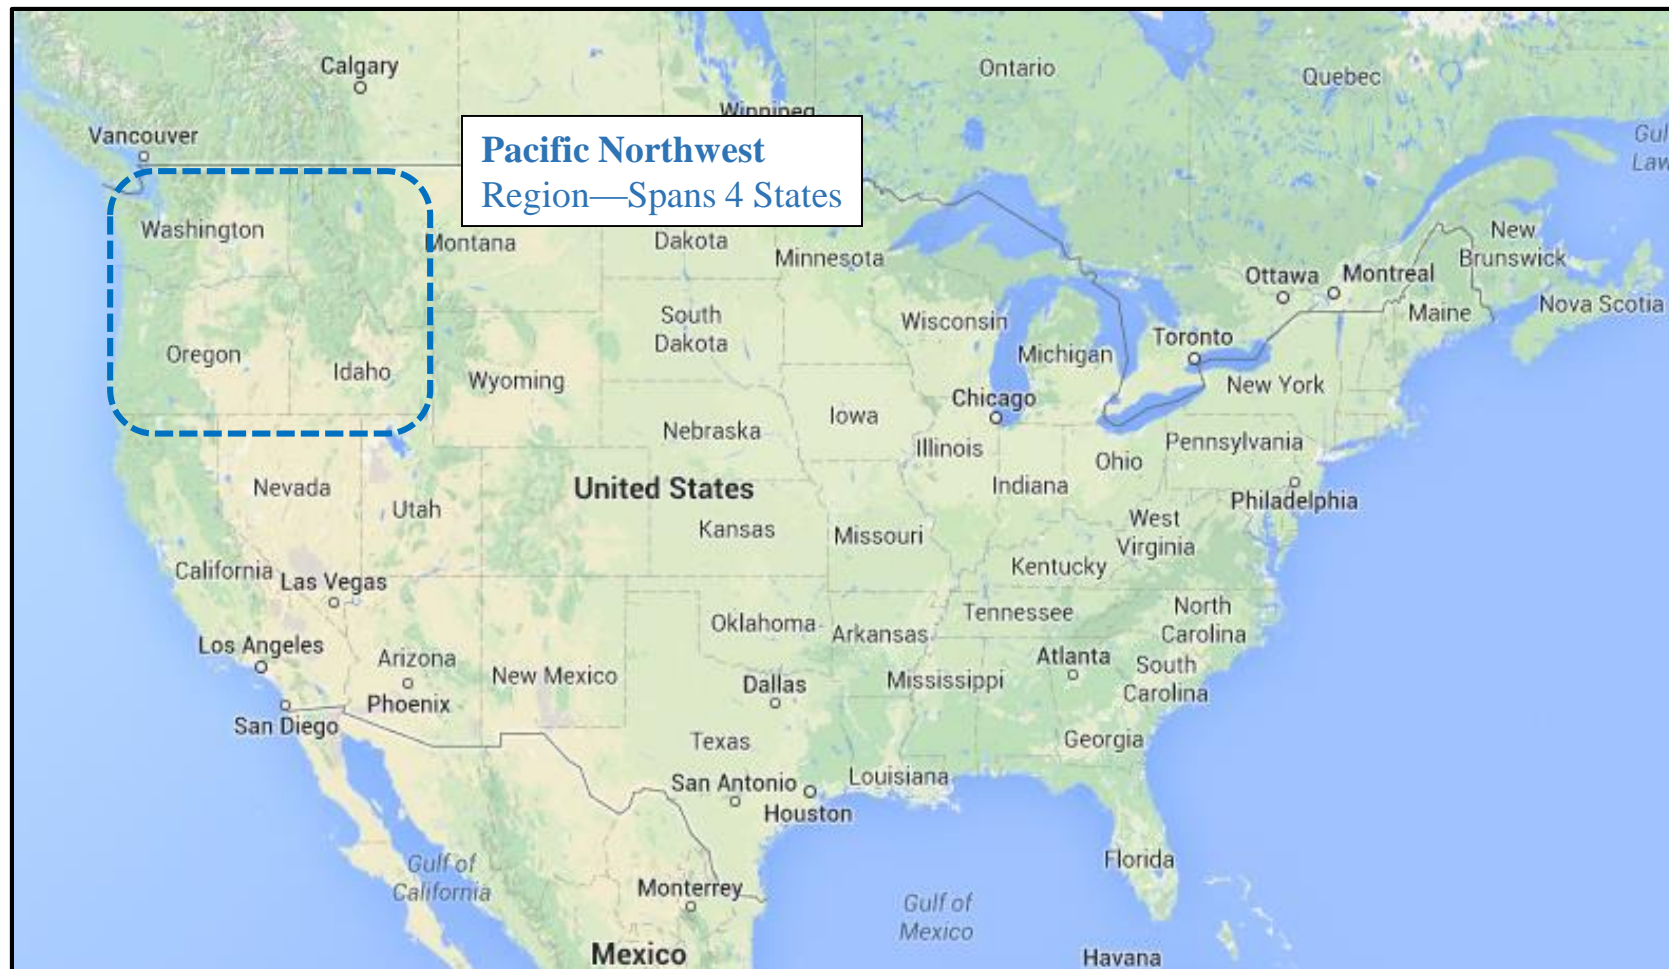 Calgary
Ontario
Quebec
Winnipeg
Vancouver
Pacific Northwest
Region—Spans 4 States
Gul
Law
Washington
Montana
Dakota
Minnesota
New
Brunswick
Ottawa
Montreal
Nova Scotia
Maine
South
Dakota
Wisconsin
Michigan
Toronto
Oregon
Idaho
Wyoming
New York
Chicago
Iowa
Nebraska
Illinois
Pennsylvania
Ohio
Nevada
Utah
United States
Indiana
Philadelphia
Kansas
Missouri
West
Virginia
California
Las Vegas
Kentucky
Oklahoma
Arkansas
Tennessee
North
Carolina
Los Angeles
Arizona
Phoenix
New Mexico
Dallas
Mississippi
Atlanta
South
Carolina
San Diego
Texas
Georgia
San Antonio
Houston
Louisiana
Gulf of
California
Monterrey
Florida
Gulf of
Mexico
Mexico
Havana